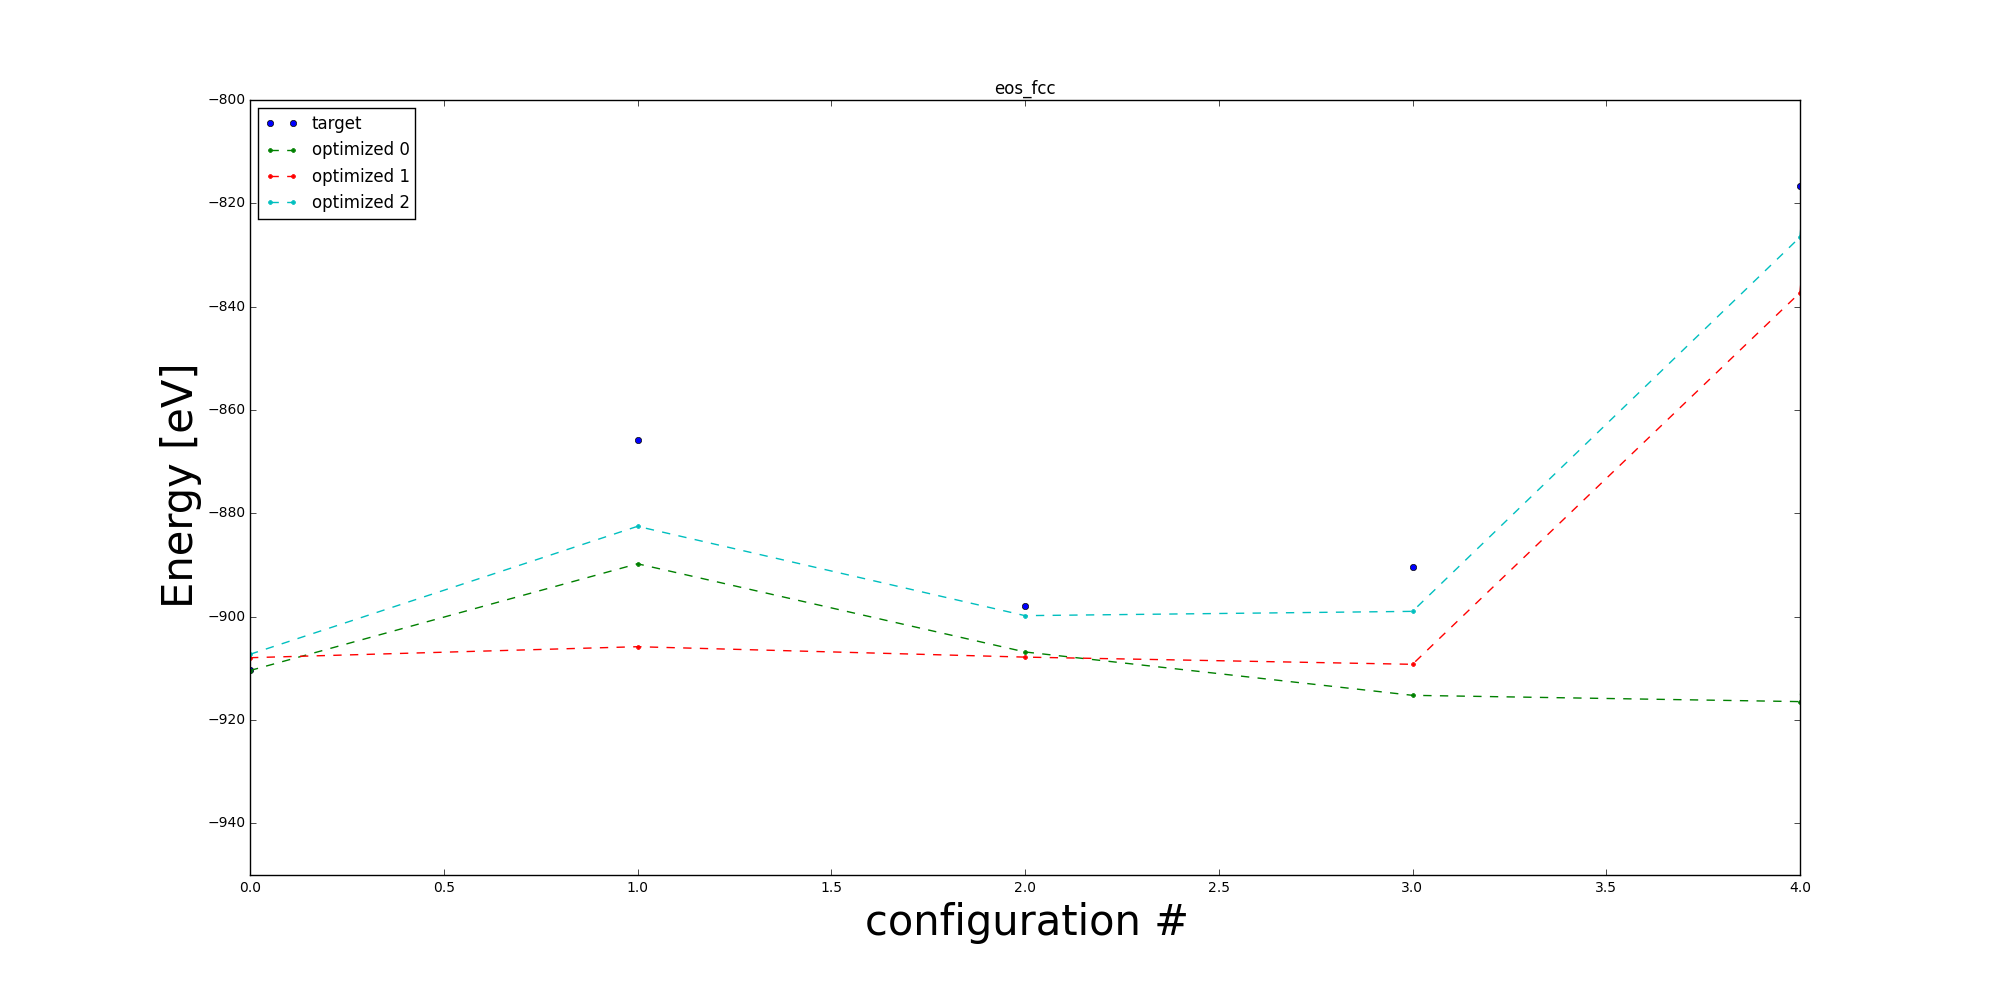 eos_fcc
target
optimized 0
optimized 1
optimized 2
−800
−820
−840
−860
−880
−900
−920
−940
Energy [eV]
0.0 0.5 1.0 1.5 2.0 2.5 3.0 3.5 4.0
configuration #